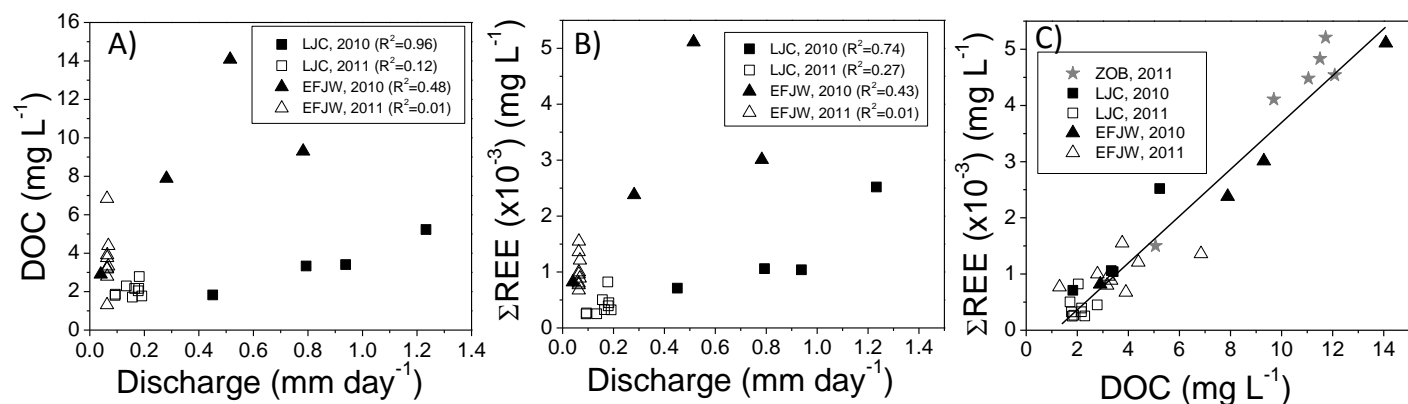 A)
LJC, 2010 (R²=0.96)
LJC, 2011 (R²=0.12)
EFJW, 2010 (R²=0.48)
EFJW, 2011 (R²=0.01)
16
14
12
10
8
6
4
2
0
DOC (mg L⁻¹)
0.0 0.2 0.4 0.6 0.8 1.0 1.2 1.4
Discharge (mm day⁻¹)
B)
LJC, 2010 (R²=0.74)
LJC, 2011 (R²=0.27)
EFJW, 2010 (R²=0.43)
EFJW, 2011 (R²=0.01)
5
4
3
2
1
0
ΣREE (x10⁻³) (mg L⁻¹)
0.0 0.2 0.4 0.6 0.8 1.0 1.2 1.4
Discharge (mm day⁻¹)
C)
ZOB, 2011
LJC, 2010
LJC, 2011
EFJW, 2010
EFJW, 2011
5
4
3
2
1
0
ΣREE (x10⁻³) (mg L⁻¹)
0 2 4 6 8 10 12 14
DOC (mg L⁻¹)